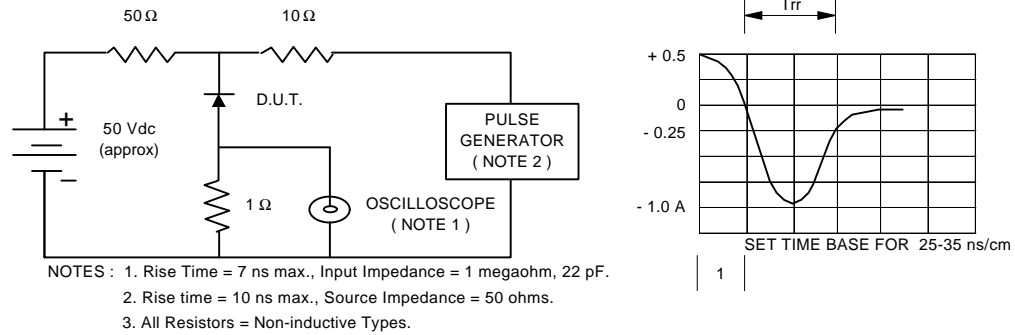 50 Ω
10 Ω
Trr
+ 0.5
D.U.T.
+
50 Vdc
(approx)
PULSE
GENERATOR
( NOTE 2 )
0
- 0.25
−
1 Ω
OSCILLOSCOPE
( NOTE 1 )
- 1.0 A
SET TIME BASE FOR 25-35 ns/cm
1
NOTES : 1. Rise Time = 7 ns max., Input Impedance = 1 megaohm, 22 pF.
2. Rise time = 10 ns max., Source Impedance = 50 ohms.
3. All Resistors = Non-inductive Types.